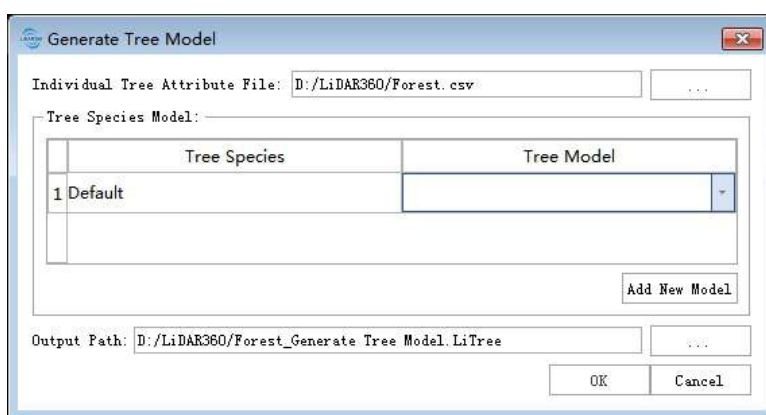 Generate Tree Model
Individual Tree Attribute File: D:/LiDAR360/Forest.csv ...
Tree Species Model:
Tree Species Tree Model
1 Default
Add New Model
Output Path: D:/LiDAR360/Forest_Generate Tree Model.LiTree ...
OK Cancel